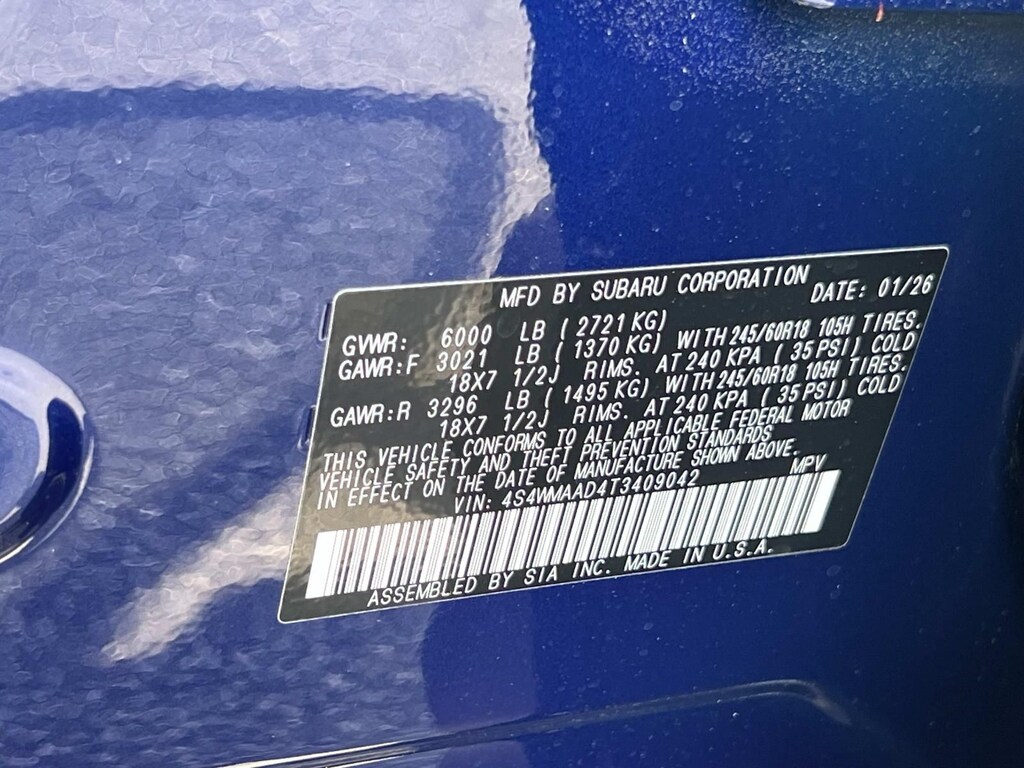 MFD BY SUBARU CORPORATION
DATE: 01/26
GVWR: 6000 LB (2721 KG)
GAWR:F 3021 LB (1370 KG) WITH 245/60R18 105H TIRES.
18X7 1/2J RIMS. AT 240 KPA (35PSI) COLD
GAWR:R 3296 LB (1495 KG) WITH 245/60R18 105H TIRES.
18X7 1/2J RIMS. AT 240 KPA (35PSI) COLD
THIS VEHICLE CONFORMS TO ALL APPLICABLE FEDERAL MOTOR
VEHICLE SAFETY AND THEFT PREVENTION STANDARDS
IN EFFECT ON THE DATE OF MANUFACTURE SHOWN ABOVE.
VIN: 4S4WMAAD4T3409042 MPV
ASSEMBLED BY SIA INC. MADE IN U.S.A.